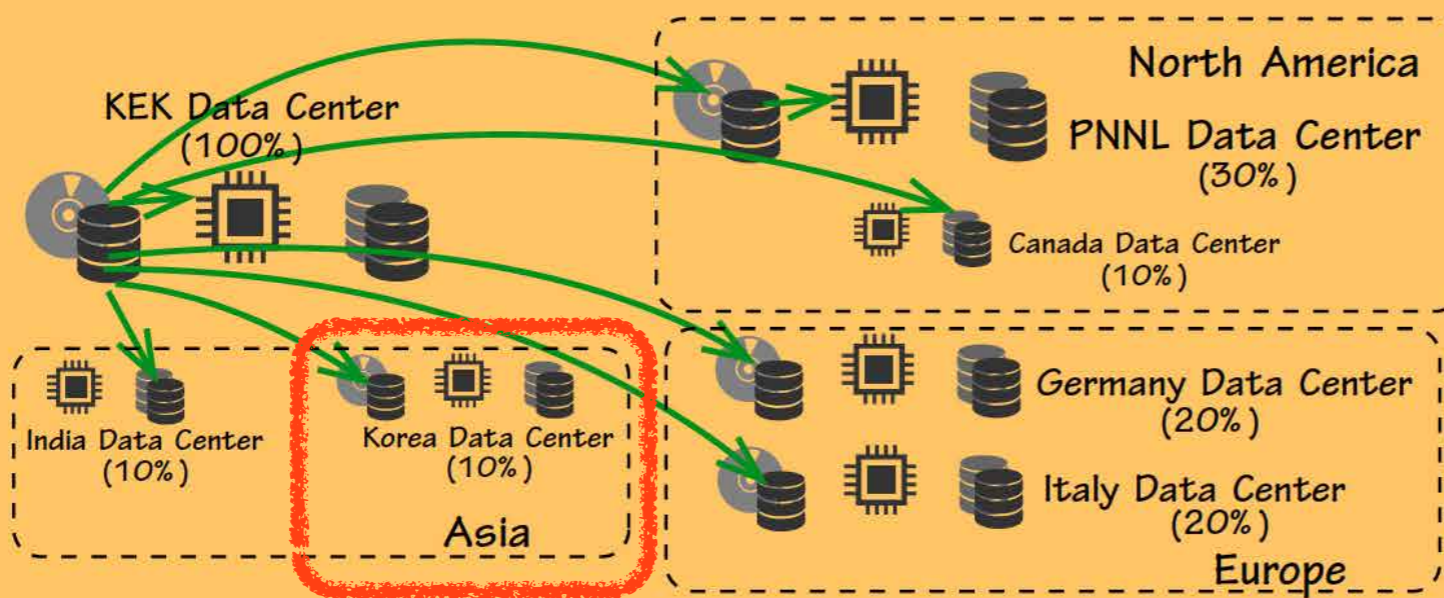 KEK Data Center
(100%)
North America
PNNL Data Center
(30%)
Canada Data Center
(10%)
India Data Center
(10%)
Korea Data Center
(10%)
Asia
Germany Data Center
(20%)
Italy Data Center
(20%)
Europe